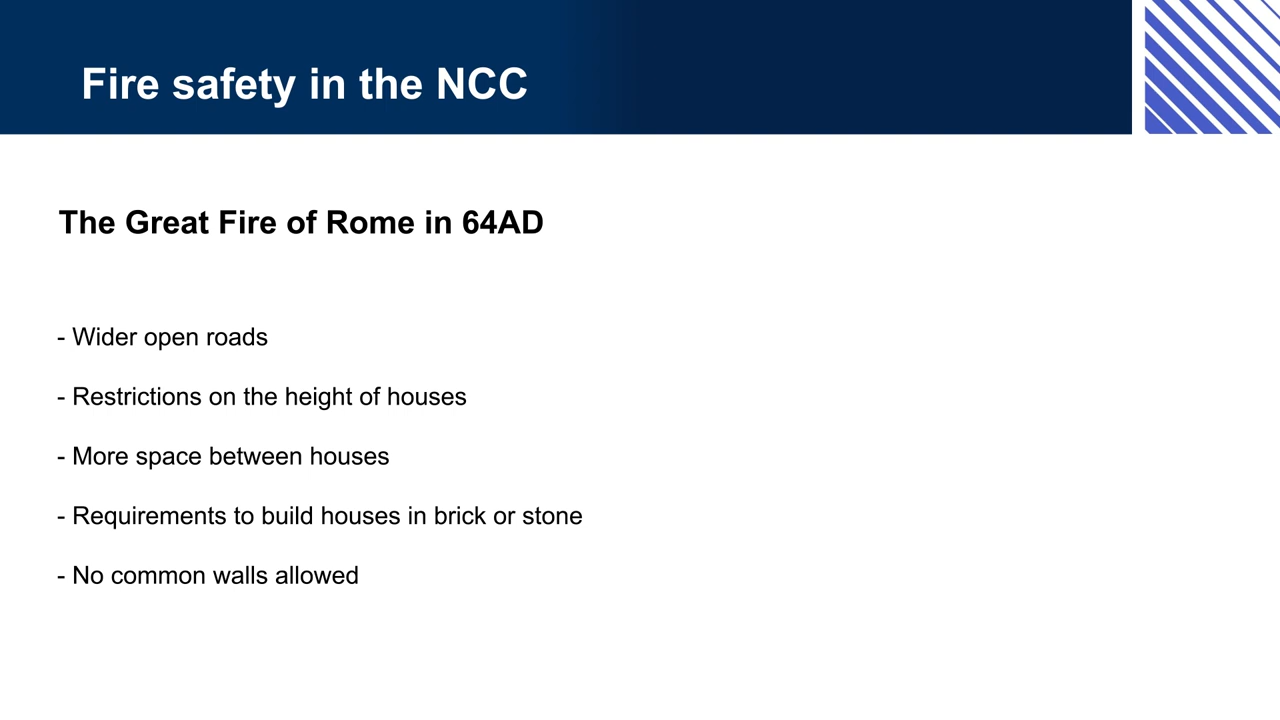 Fire safety in the NCC
The Great Fire of Rome in 64AD
- Wider open roads
- Restrictions on the height of houses
- More space between houses
- Requirements to build houses in brick or stone
- No common walls allowed